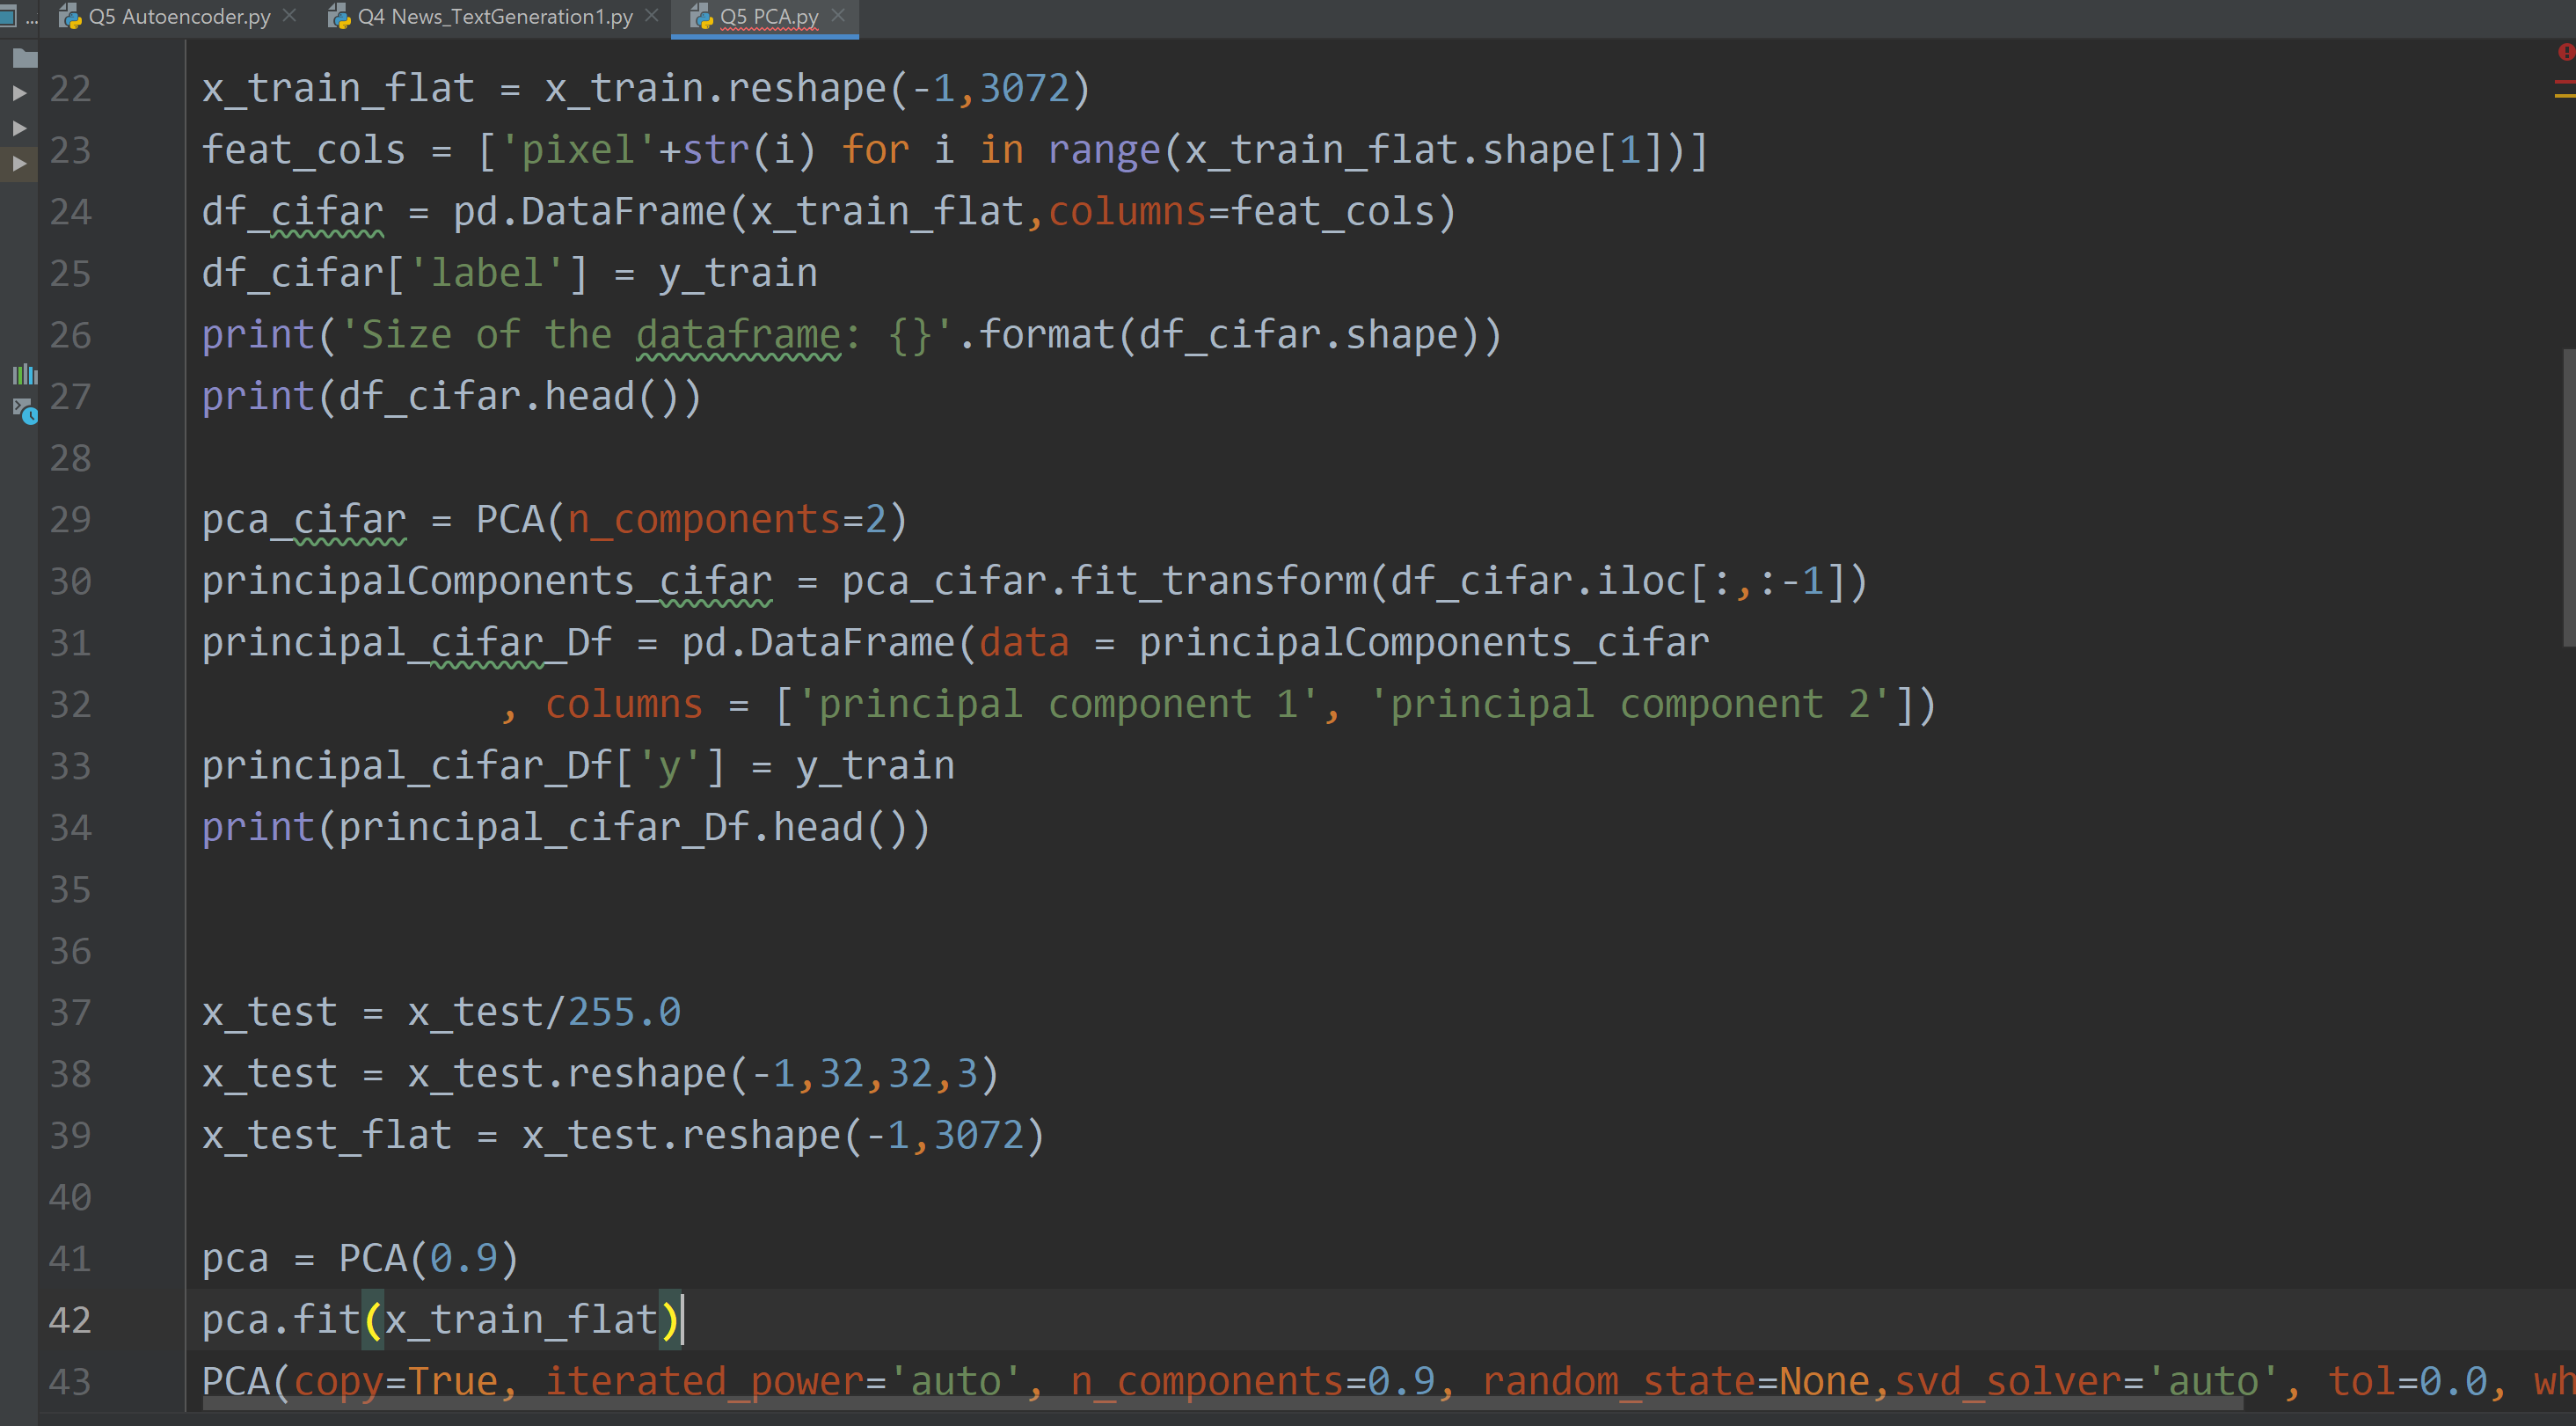 Q5 Autoencoder.py
Q4 News_TextGeneration1.py
Q5 PCA.py
22 x_train_flat = x_train.reshape(-1,3072)
23 feat_cols = ['pixel'+str(i) for i in range(x_train_flat.shape[1])]
24 df_cifar = pd.DataFrame(x_train_flat,columns=feat_cols)
25 df_cifar['label'] = y_train
26 print('Size of the dataframe: {}'.format(df_cifar.shape))
27 print(df_cifar.head())
28
29 pca_cifar = PCA(n_components=2)
30 principalComponents_cifar = pca_cifar.fit_transform(df_cifar.iloc[:,:-1])
31 principal_cifar_Df = pd.DataFrame(data = principalComponents_cifar
32 , columns = ['principal component 1', 'principal component 2'])
33 principal_cifar_Df['y'] = y_train
34 print(principal_cifar_Df.head())
35
36
37 x_test = x_test/255.0
38 x_test = x_test.reshape(-1,32,32,3)
39 x_test_flat = x_test.reshape(-1,3072)
40
41 pca = PCA(0.9)
42 pca.fit(x_train_flat)
43 PCA(copy=True, iterated_power='auto', n_components=0.9, random_state=None,svd_solver='auto', tol=0.0, wh